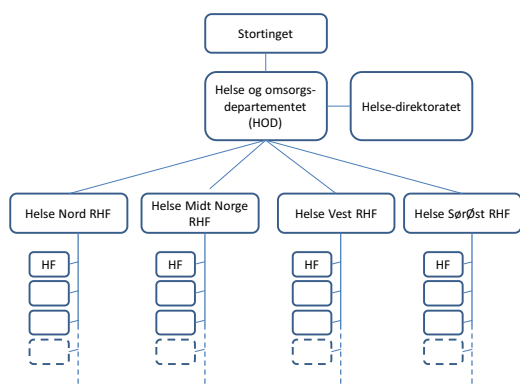 Stortinget
Helse og omsorgs-
departementet
(HOD)
Helse-direktoratet
Helse Nord RHF
Helse Midt Norge
RHF
Helse Vest RHF
Helse SørØst RHF
HF
HF
HF
HF